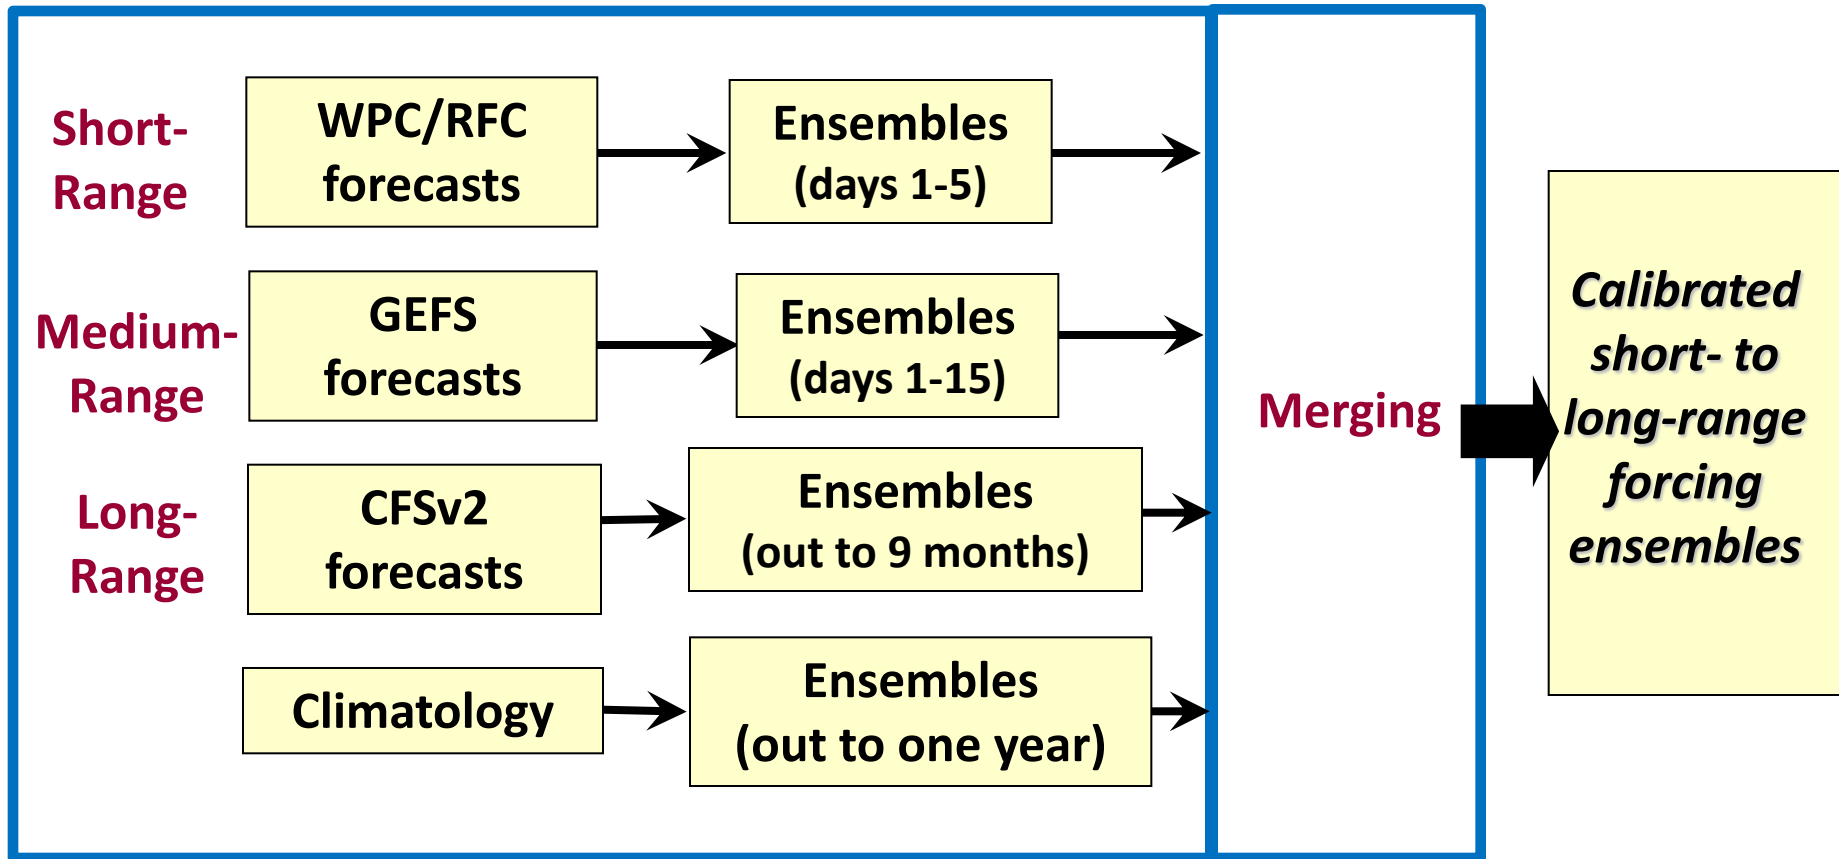 Short-
Range
WPC/RFC
forecasts
Ensembles
(days 1-5)
Medium-
Range
GEFS
forecasts
Ensembles
(days 1-15)
Long-
Range
CFSv2
forecasts
Ensembles
(out to 9 months)
Climatology
Ensembles
(out to one year)
Merging
Calibrated
short- to
long-range
forcing
ensembles